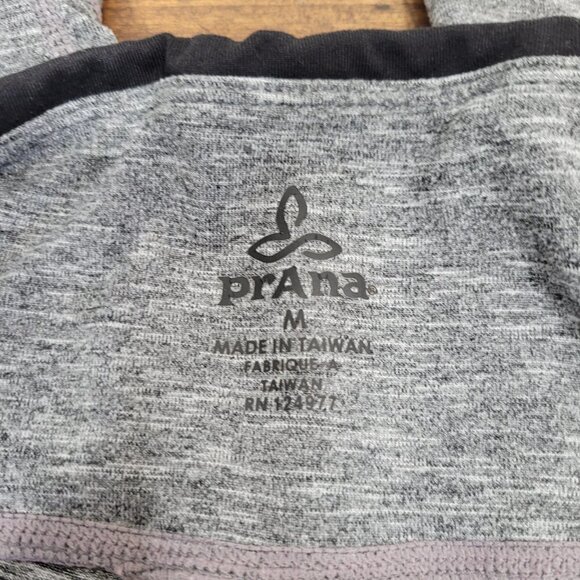 prAna®
M
MADE IN TAIWAN
FABRIQUE A
TAIWAN
RN 124977